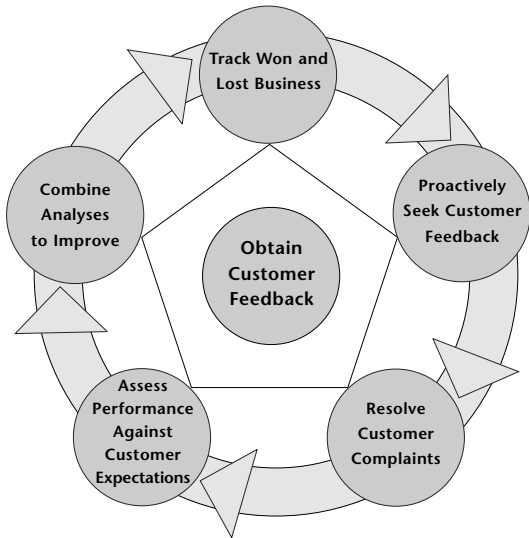 Track Won and
Lost Business
Proactively
Seek Customer
Feedback
Resolve
Customer
Complaints
Assess
Performance
Against
Customer
Expectations
Combine
Analyses
to Improve
Obtain
Customer
Feedback